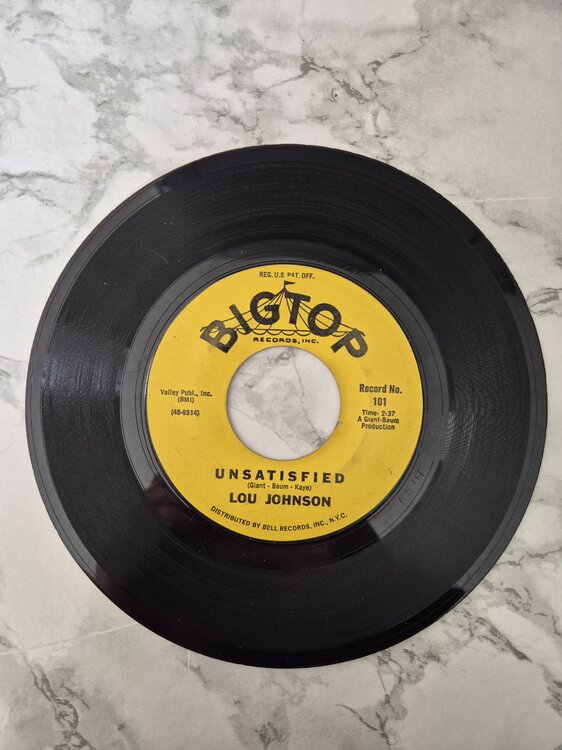 REG. U.S. PAT. OFF.
BIGTOP
RECORDS, INC.
Valley Publ., Inc.
(BMI)
(45-6514)
Record No.
101
Time: 2:37
A Giant-Baum
Production
UNSATISFIED
(Giant - Baum - Kaye)
LOU JOHNSON
DISTRIBUTED BY BELL RECORDS, INC., N.Y.C.